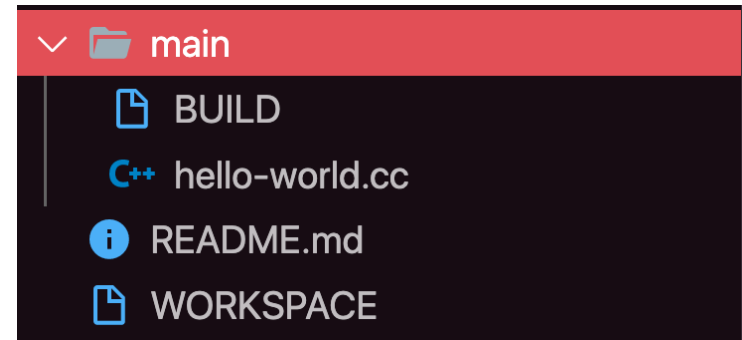 main
BUILD
C++ hello-world.cc
i README.md
WORKSPACE